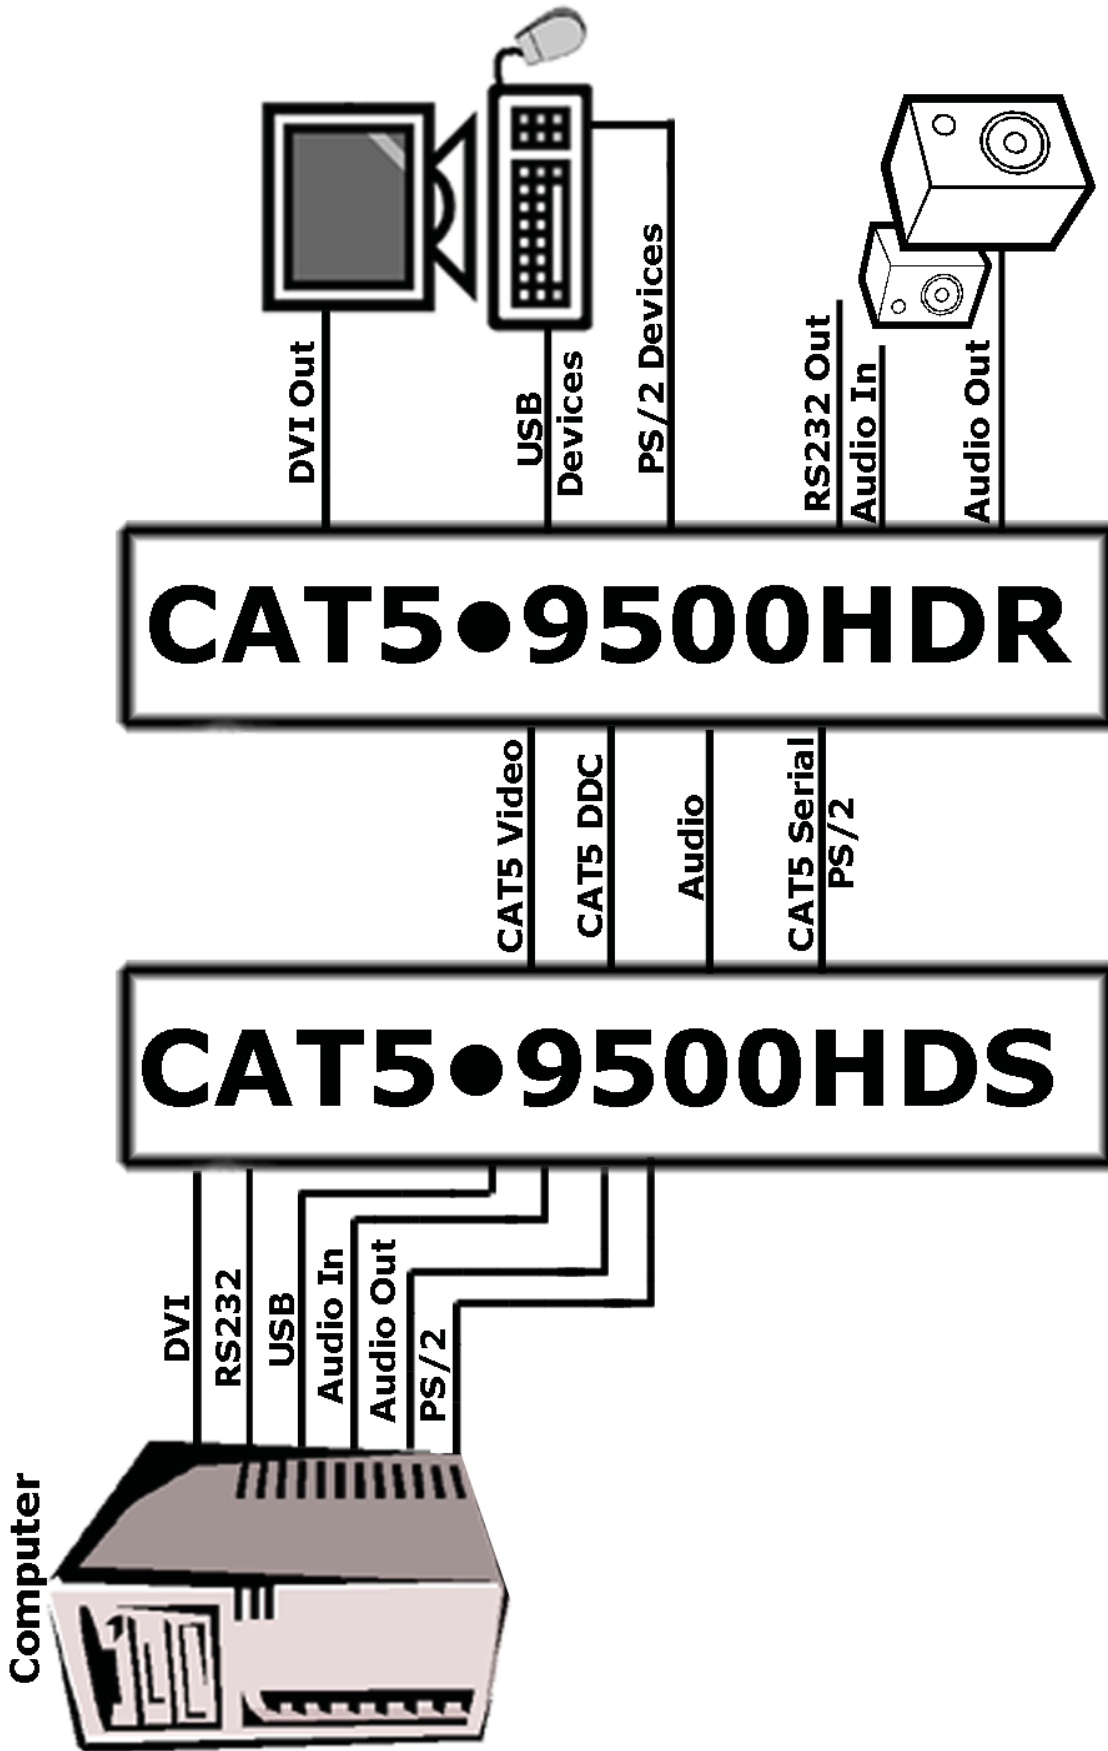 DVI Out
USB
Devices
PS/2 Devices
RS232 Out
Audio In
Audio Out
CAT5•9500HDR
CAT5 Video
CAT5 DDC
Audio
CAT5 Serial
PS/2
CAT5•9500HDS
DVI
RS232
USB
Audio In
Audio Out
PS/2
Computer